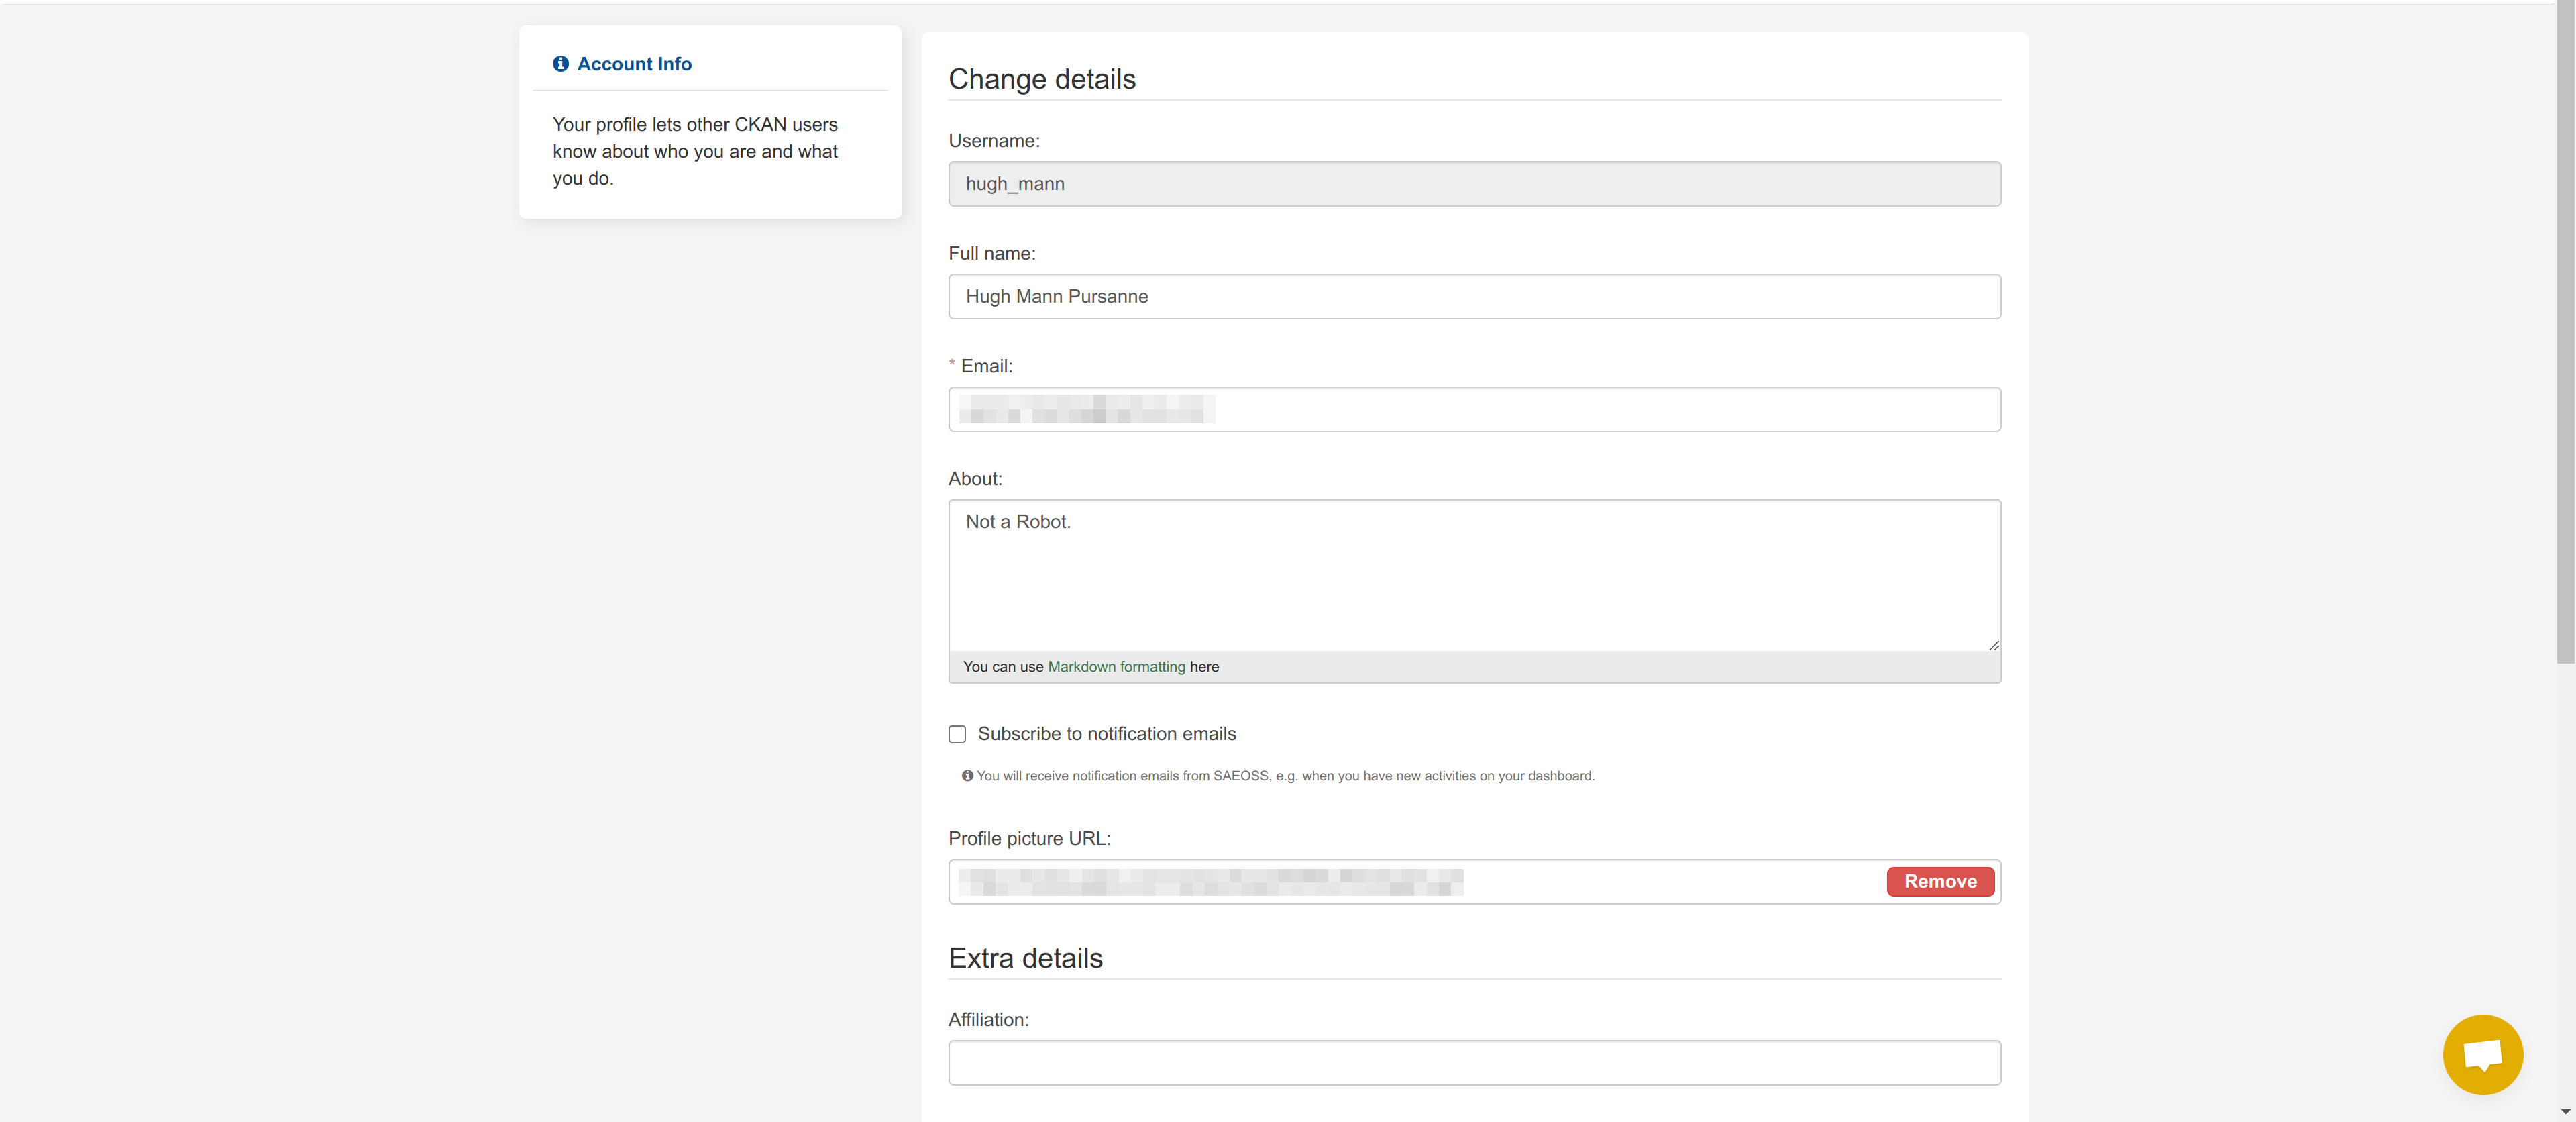 Account Info
Your profile lets other CKAN users
know about who you are and what
you do.
Change details
Username:
hugh_mann
Full name:
Hugh Mann Pursanne
* Email:
About:
Not a Robot.
You can use Markdown formatting here
Subscribe to notification emails
You will receive notification emails from SAEOSS, e.g. when you have new activities on your dashboard.
Profile picture URL:
Remove
Extra details
Affiliation: